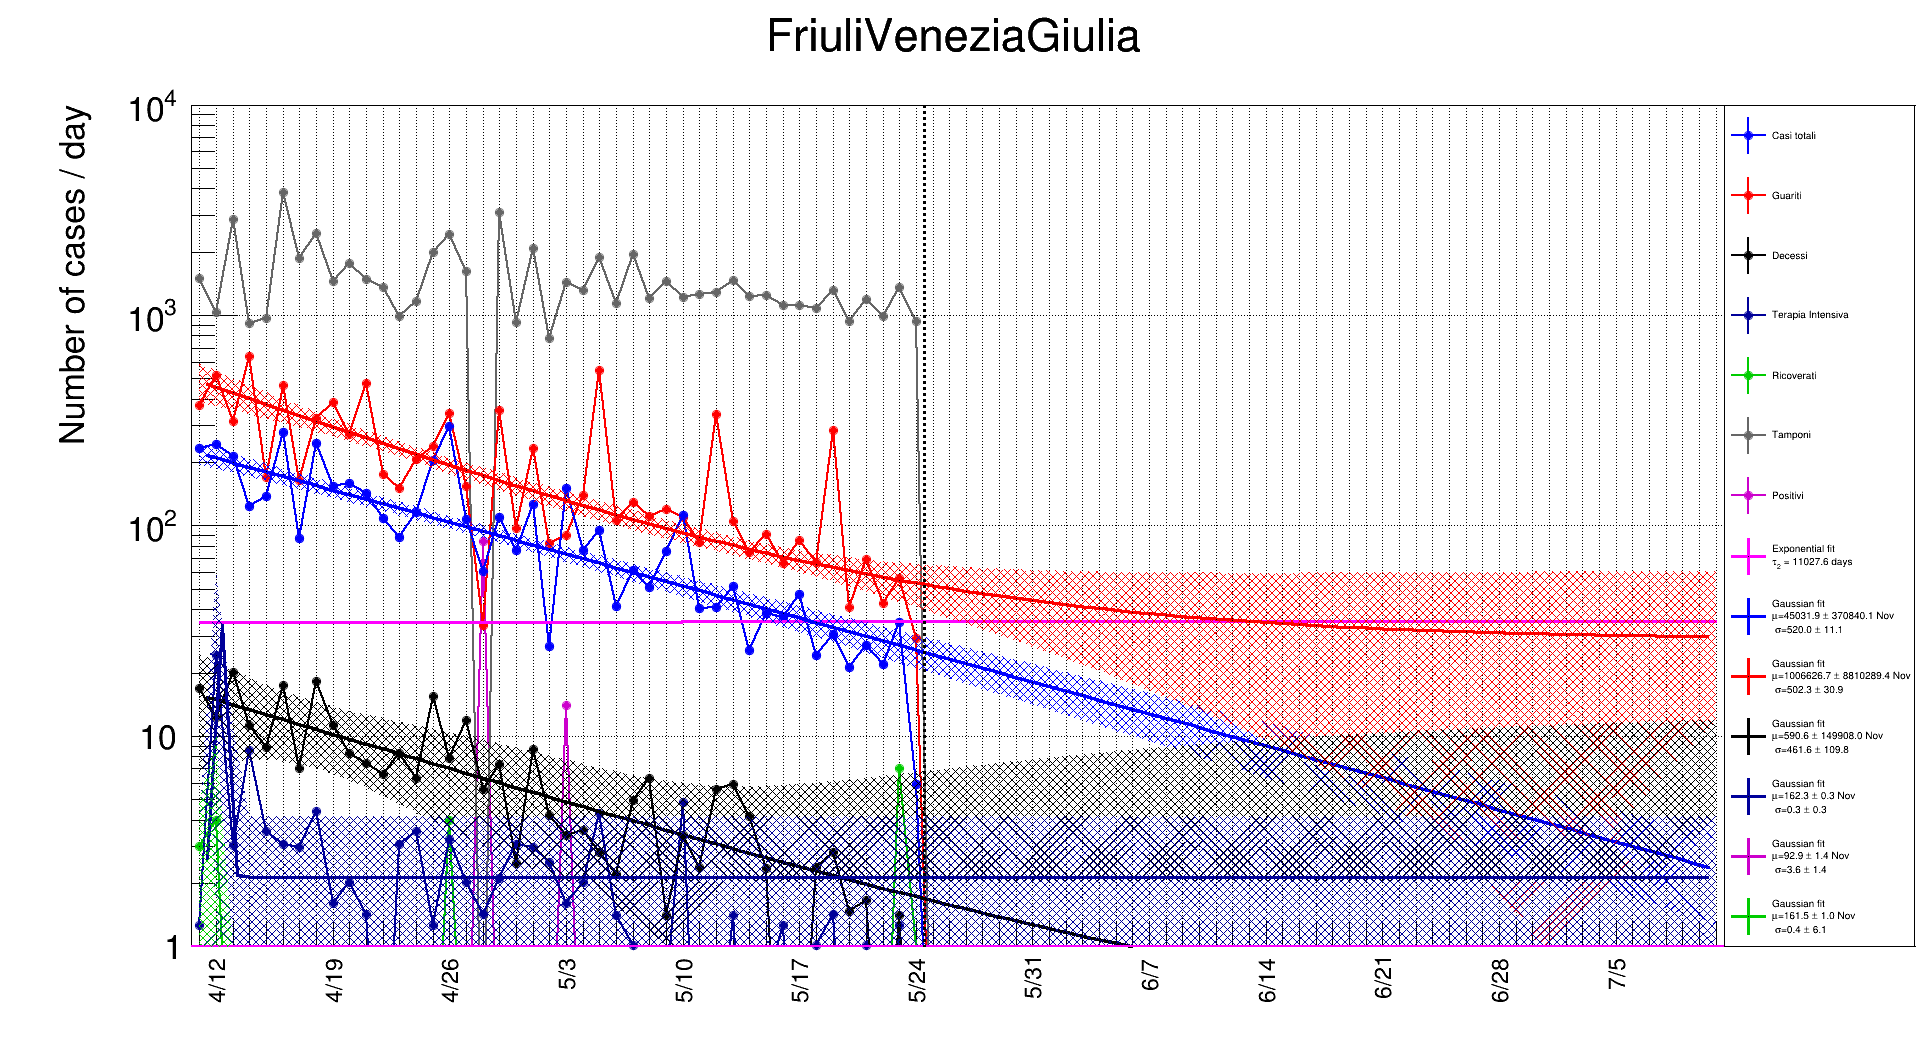 FriuliVeneziaGiulia
Number of cases / day
10^4
10^3
10^2
10
1
4/12
4/19
4/26
5/3
5/10
5/17
5/24
5/31
6/7
6/14
6/21
6/28
7/5
Casi totali
Guariti
Decessi
Terapia Intensiva
Ricoverati
Tamponi
Positivi
Exponential fit
τ₂ = 11027.6 days
Gaussian fit
μ=45031.9 ± 370840.1 Nov
σ=520.0 ± 11.1
Gaussian fit
μ=1006626.7 ± 8810289.4 Nov
σ=502.3 ± 30.9
Gaussian fit
μ=590.6 ± 149908.0 Nov
σ=461.6 ± 109.8
Gaussian fit
μ=162.3 ± 0.3 Nov
σ=0.3 ± 0.3
Gaussian fit
μ=92.9 ± 1.4 Nov
σ=3.6 ± 1.4
Gaussian fit
μ=161.5 ± 1.0 Nov
σ=0.4 ± 6.1